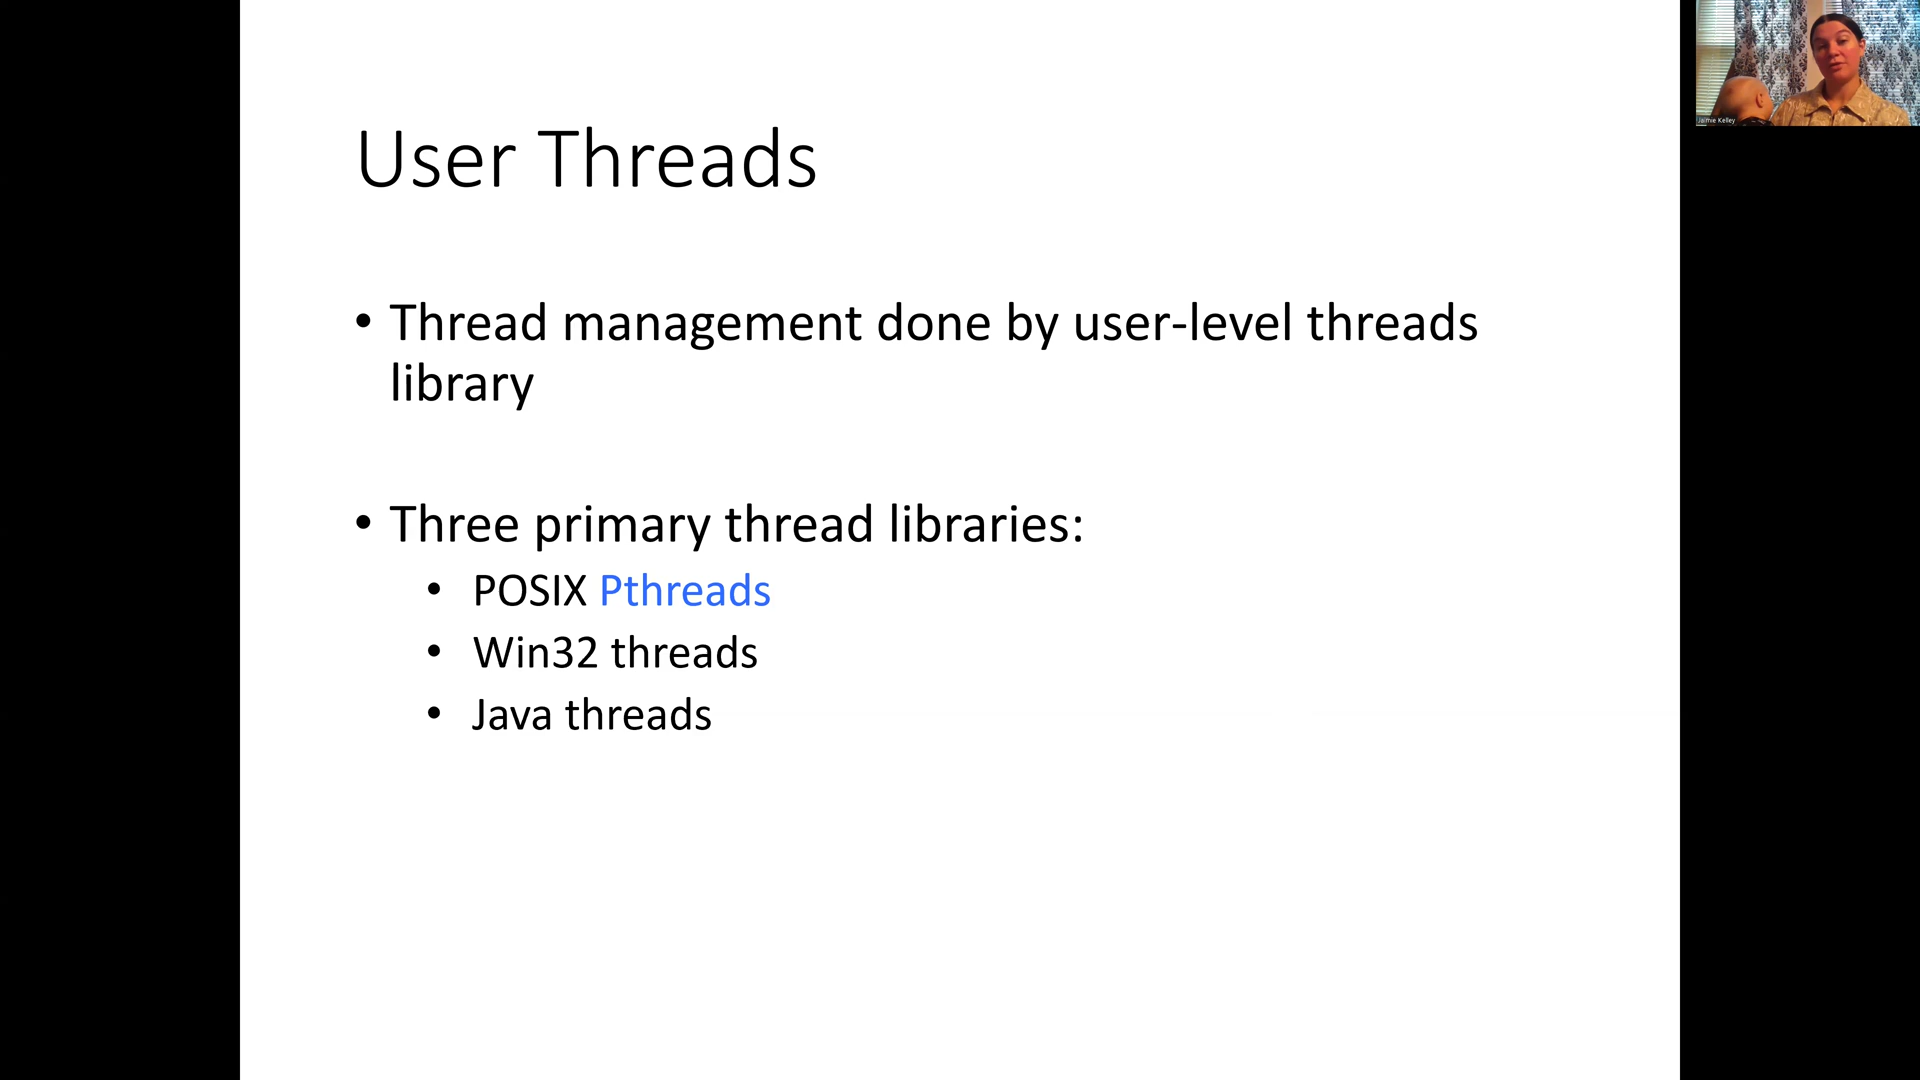 User Threads
• Thread management done by user-level threads
library
• Three primary thread libraries:
• POSIX Pthreads
• Win32 threads
• Java threads
Jaimie Kelley